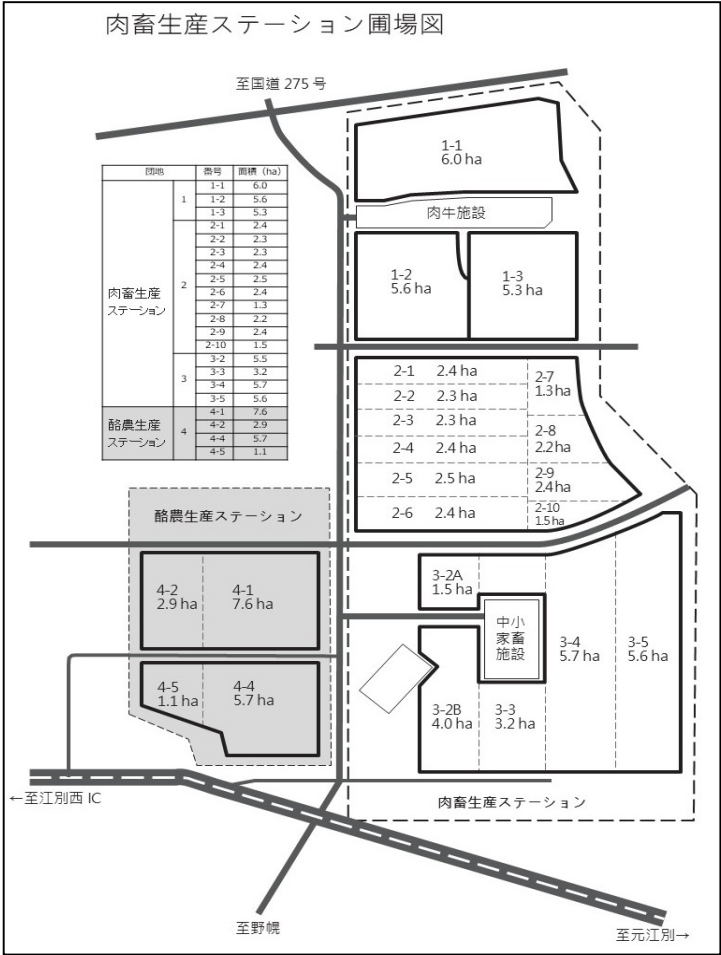 肉畜生産ステーション圃場図
至国道 275 号
団地 番号 面積（ha）
肉畜生産
ステーション
1
1-1 6.0
1-2 5.6
1-3 5.3
2
2-1 2.4
2-2 2.3
2-3 2.3
2-4 2.4
2-5 2.5
2-6 2.4
2-7 1.3
2-8 2.2
2-9 2.4
2-10 1.5
3
3-2 5.5
3-3 3.2
3-4 5.7
3-5 5.6
酪農生産
ステーション
4
4-1 7.6
4-2 2.9
4-4 5.7
4-5 1.1
1-1
6.0 ha
肉牛施設
1-2
5.6 ha
1-3
5.3 ha
2-1 2.4 ha
2-2 2.3 ha
2-3 2.3 ha
2-4 2.4 ha
2-5 2.5 ha
2-6 2.4 ha
2-7
1.3 ha
2-8
2.2 ha
2-9
2.4 ha
2-10
1.5 ha
酪農生産ステーション
4-2
2.9 ha
4-1
7.6 ha
4-5
1.1 ha
4-4
5.7 ha
3-2A
1.5 ha
中小
家畜
施設
3-4
5.7 ha
3-5
5.6 ha
3-2B
4.0 ha
3-3
3.2 ha
肉畜生産ステーション
←至江別西 IC
至野幌
至元江別→